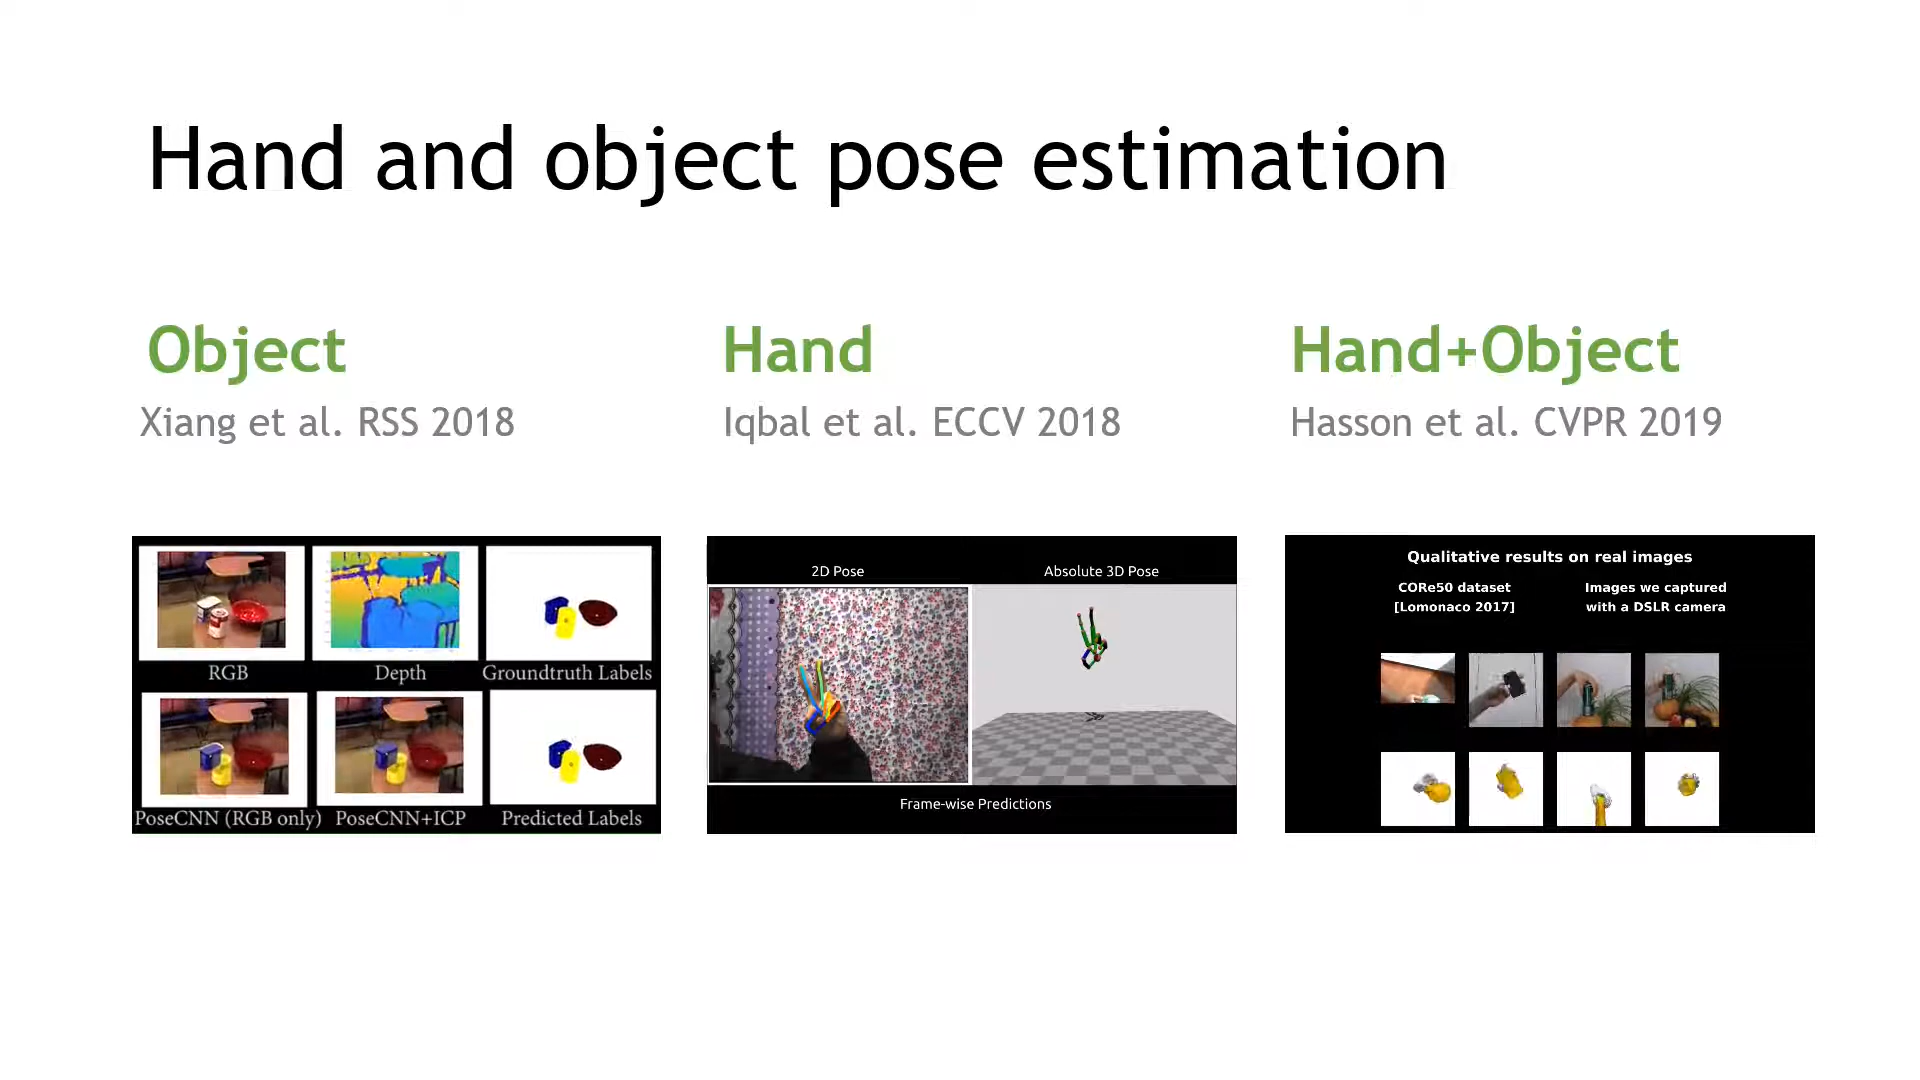 Hand and object pose estimation
Object
Xiang et al. RSS 2018
Hand
Iqbal et al. ECCV 2018
Hand+Object
Hasson et al. CVPR 2019
RGB
Depth
Groundtruth Labels
PoseCNN (RGB only)
PoseCNN+ICP
Predicted Labels
2D Pose
Absolute 3D Pose
Frame-wise Predictions
Qualitative results on real images
CORe50 dataset
[Lomonaco 2017]
Images we captured
with a DSLR camera